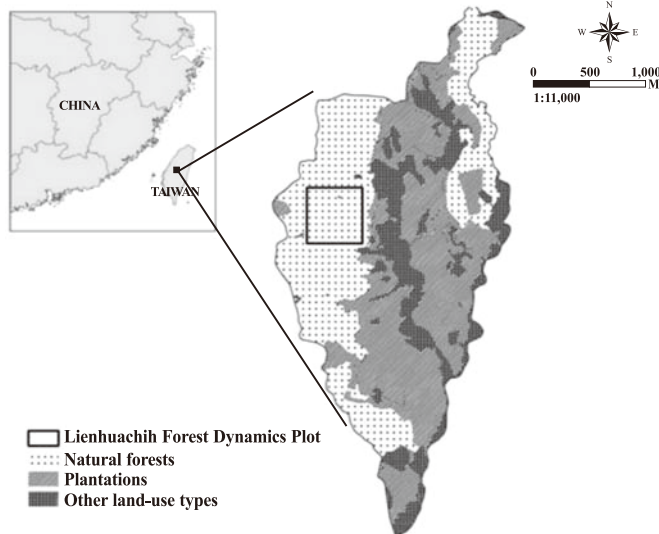 N
W E
S
0 500 1,000
M
1:11,000
CHINA
TAIWAN
Lienhuachih Forest Dynamics Plot
Natural forests
Plantations
Other land-use types